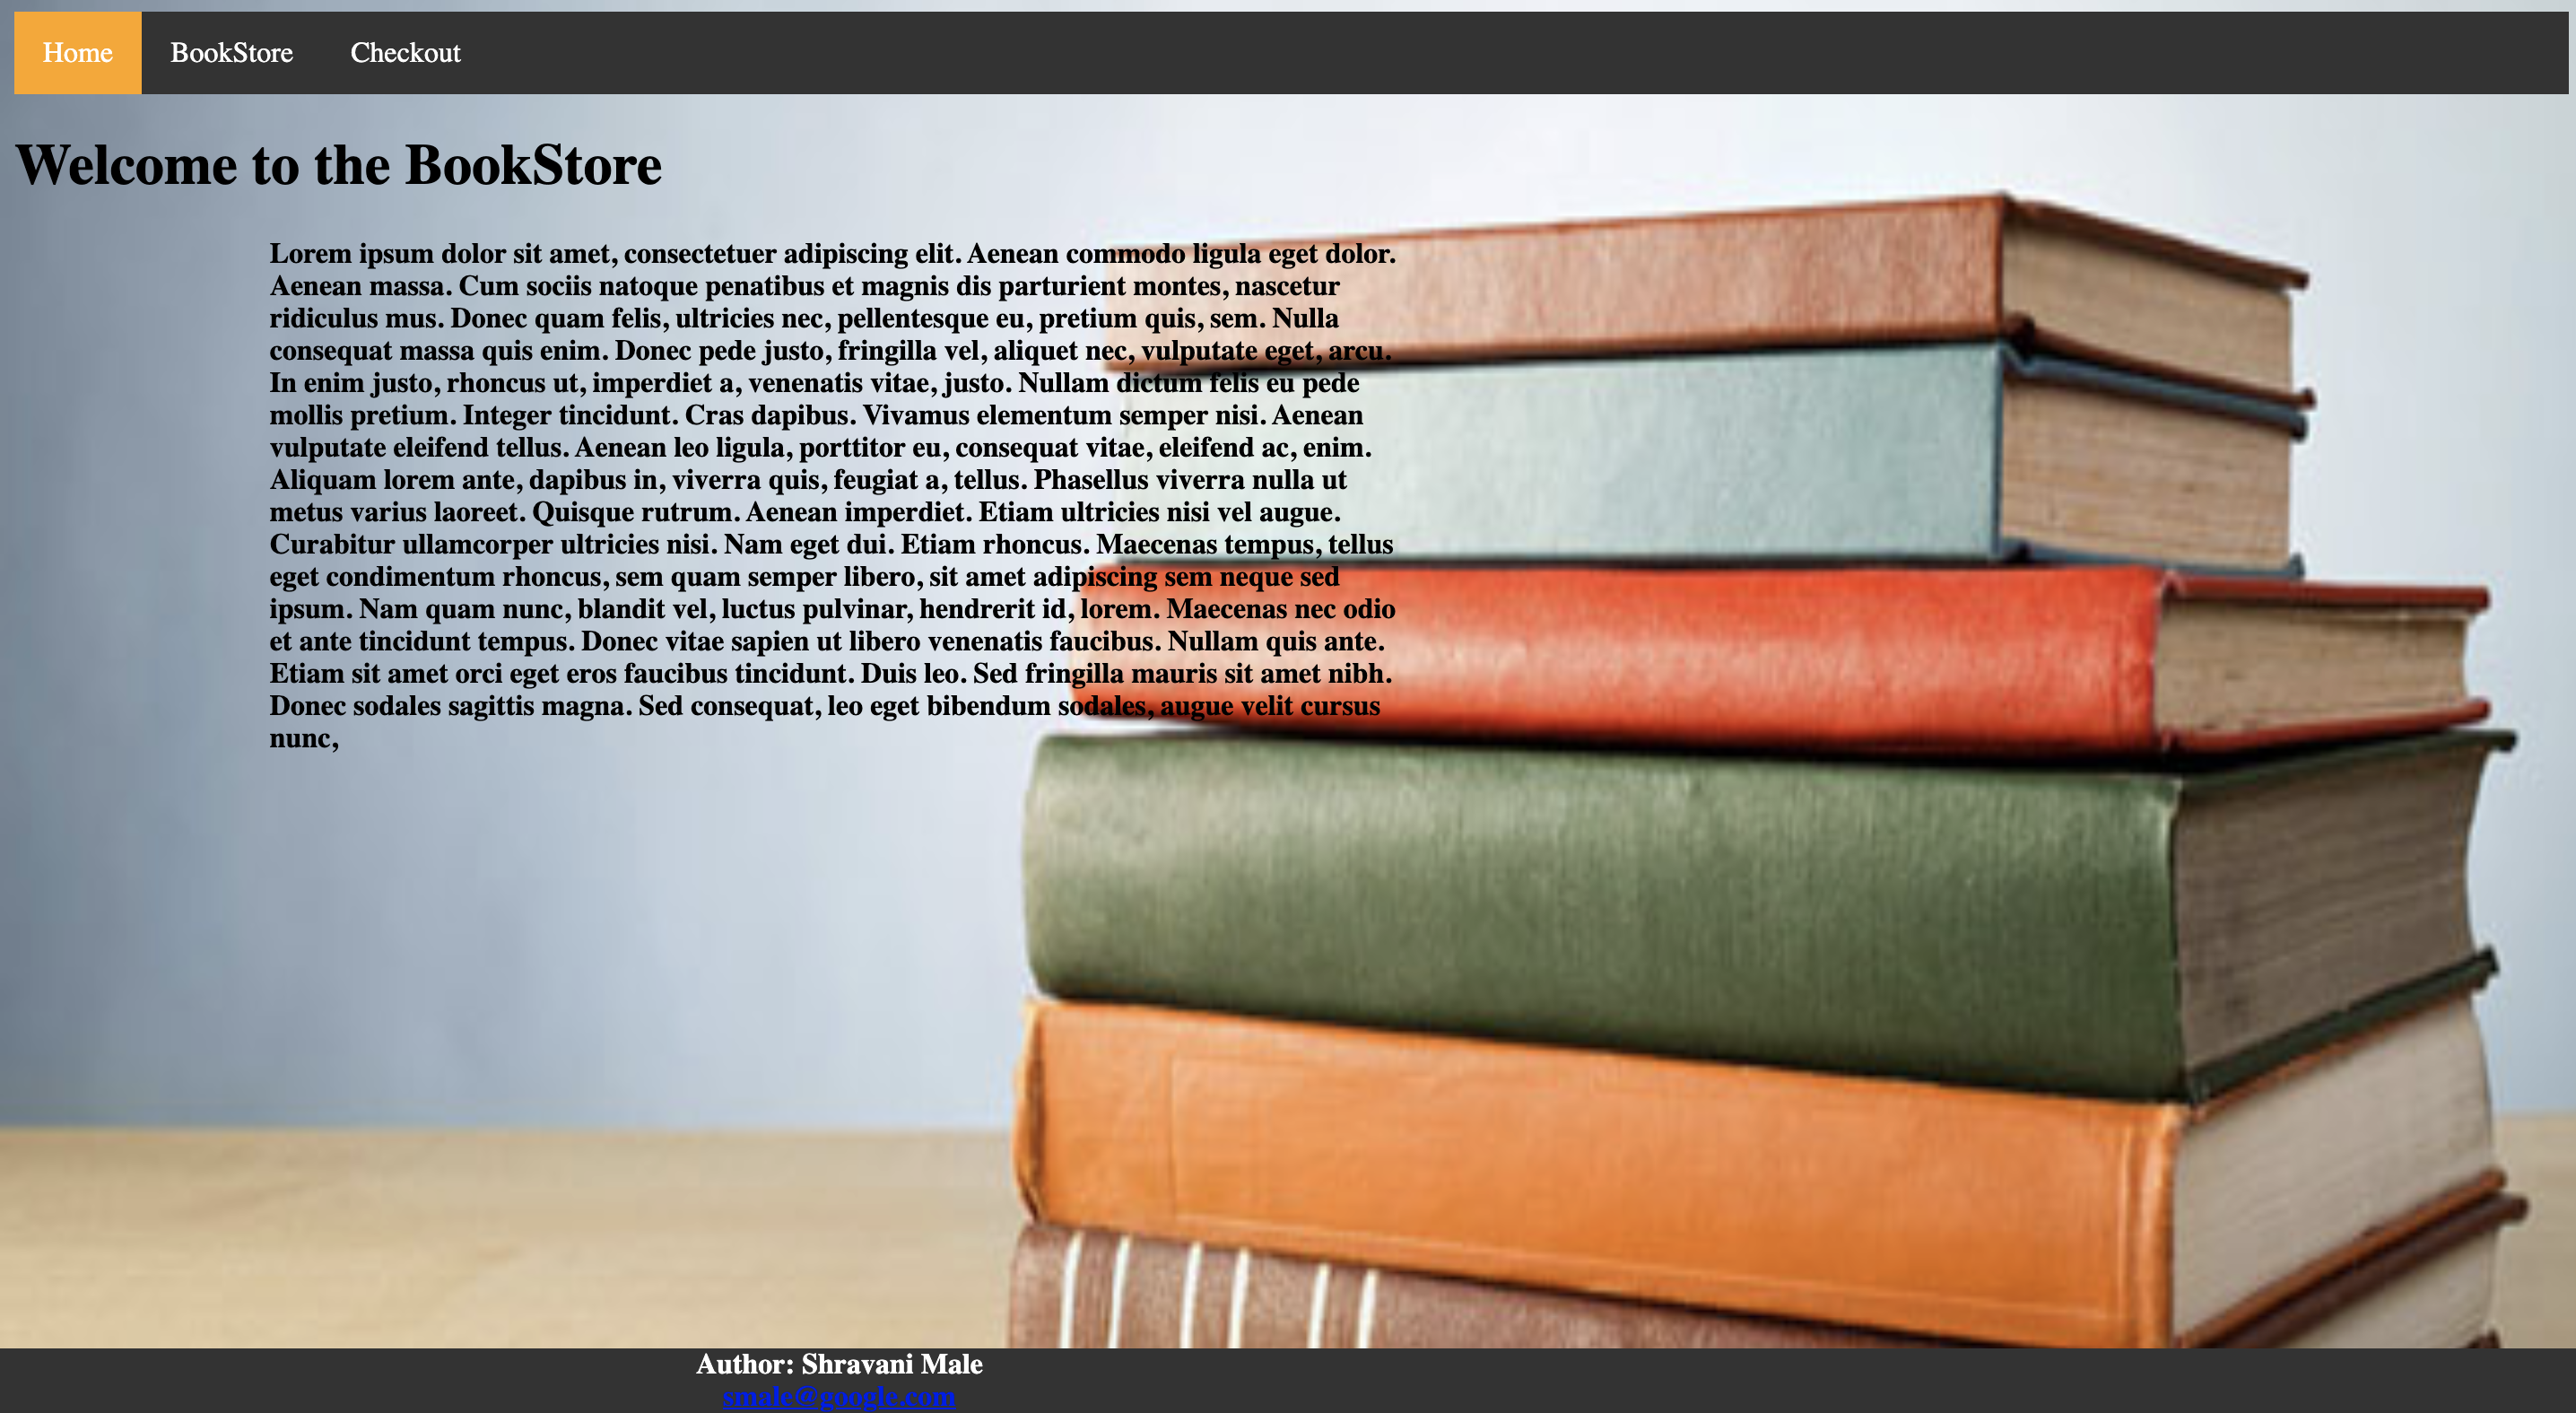 Home BookStore Checkout
Welcome to the BookStore
Lorem ipsum dolor sit amet, consectetuer adipiscing elit. Aenean commodo ligula eget dolor.
Aenean massa. Cum sociis natoque penatibus et magnis dis parturient montes, nascetur
ridiculus mus. Donec quam felis, ultricies nec, pellentesque eu, pretium quis, sem. Nulla
consequat massa quis enim. Donec pede justo, fringilla vel, aliquet nec, vulputate eget, arcu.
In enim justo, rhoncus ut, imperdiet a, venenatis vitae, justo. Nullam dictum felis eu pede
mollis pretium. Integer tincidunt. Cras dapibus. Vivamus elementum semper nisi. Aenean
vulputate eleifend tellus. Aenean leo ligula, porttitor eu, consequat vitae, eleifend ac, enim.
Aliquam lorem ante, dapibus in, viverra quis, feugiat a, tellus. Phasellus viverra nulla ut
metus varius laoreet. Quisque rutrum. Aenean imperdiet. Etiam ultricies nisi vel augue.
Curabitur ullamcorper ultricies nisi. Nam eget dui. Etiam rhoncus. Maecenas tempus, tellus
eget condimentum rhoncus, sem quam semper libero, sit amet adipiscing sem neque sed
ipsum. Nam quam nunc, blandit vel, luctus pulvinar, hendrerit id, lorem. Maecenas nec odio
et ante tincidunt tempus. Donec vitae sapien ut libero venenatis faucibus. Nullam quis ante.
Etiam sit amet orci eget eros faucibus tincidunt. Duis leo. Sed fringilla mauris sit amet nibh.
Donec sodales sagittis magna. Sed consequat, leo eget bibendum sodales, augue velit cursus
nunc,
Author: Shravani Male
smale@google.com